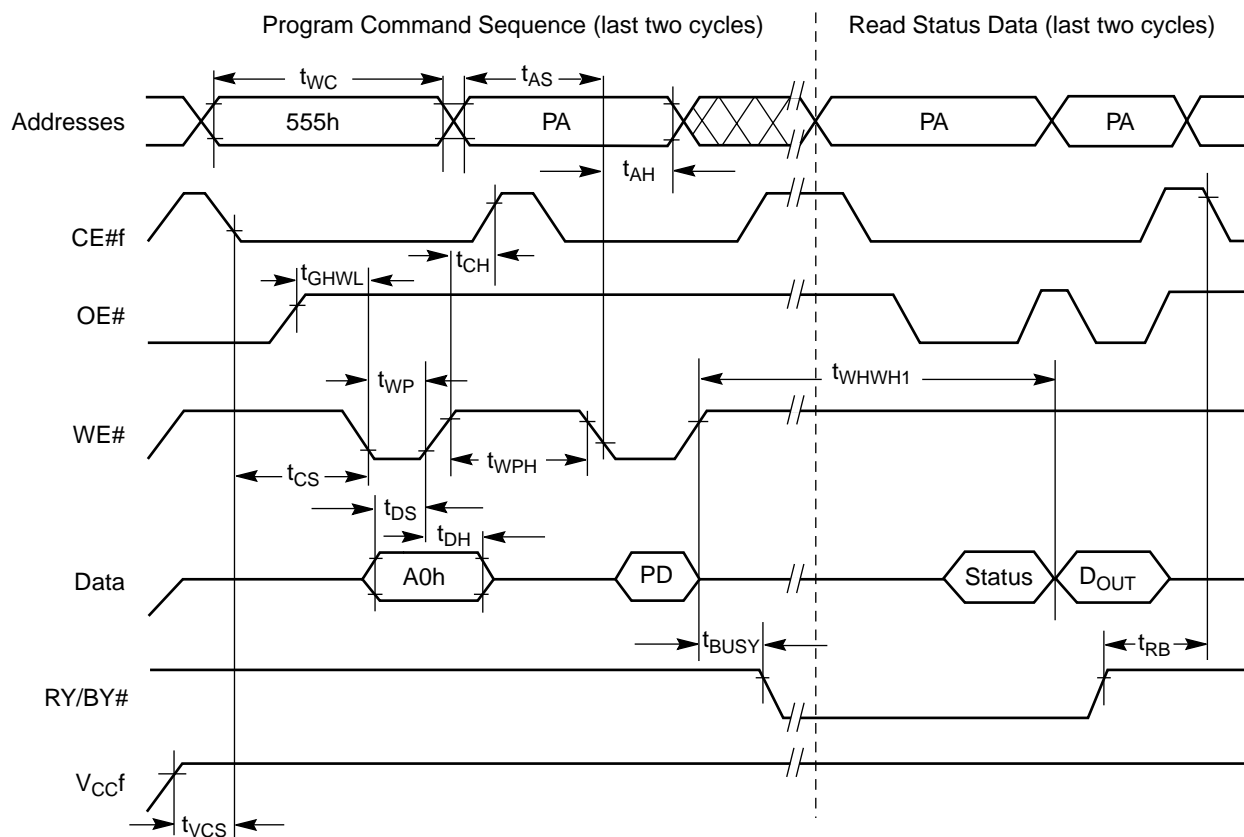 Program Command Sequence (last two cycles)
Read Status Data (last two cycles)
tWC
tAS
Addresses
555h
PA
PA
PA
tAH
CE#f
tCH
tGHWL
OE#
tWP
tWHWH1
WE#
tWPH
tCS
tDS
tDH
Data
A0h
PD
Status
DOUT
tBUSY
tRB
RY/BY#
VCCf
tVCS